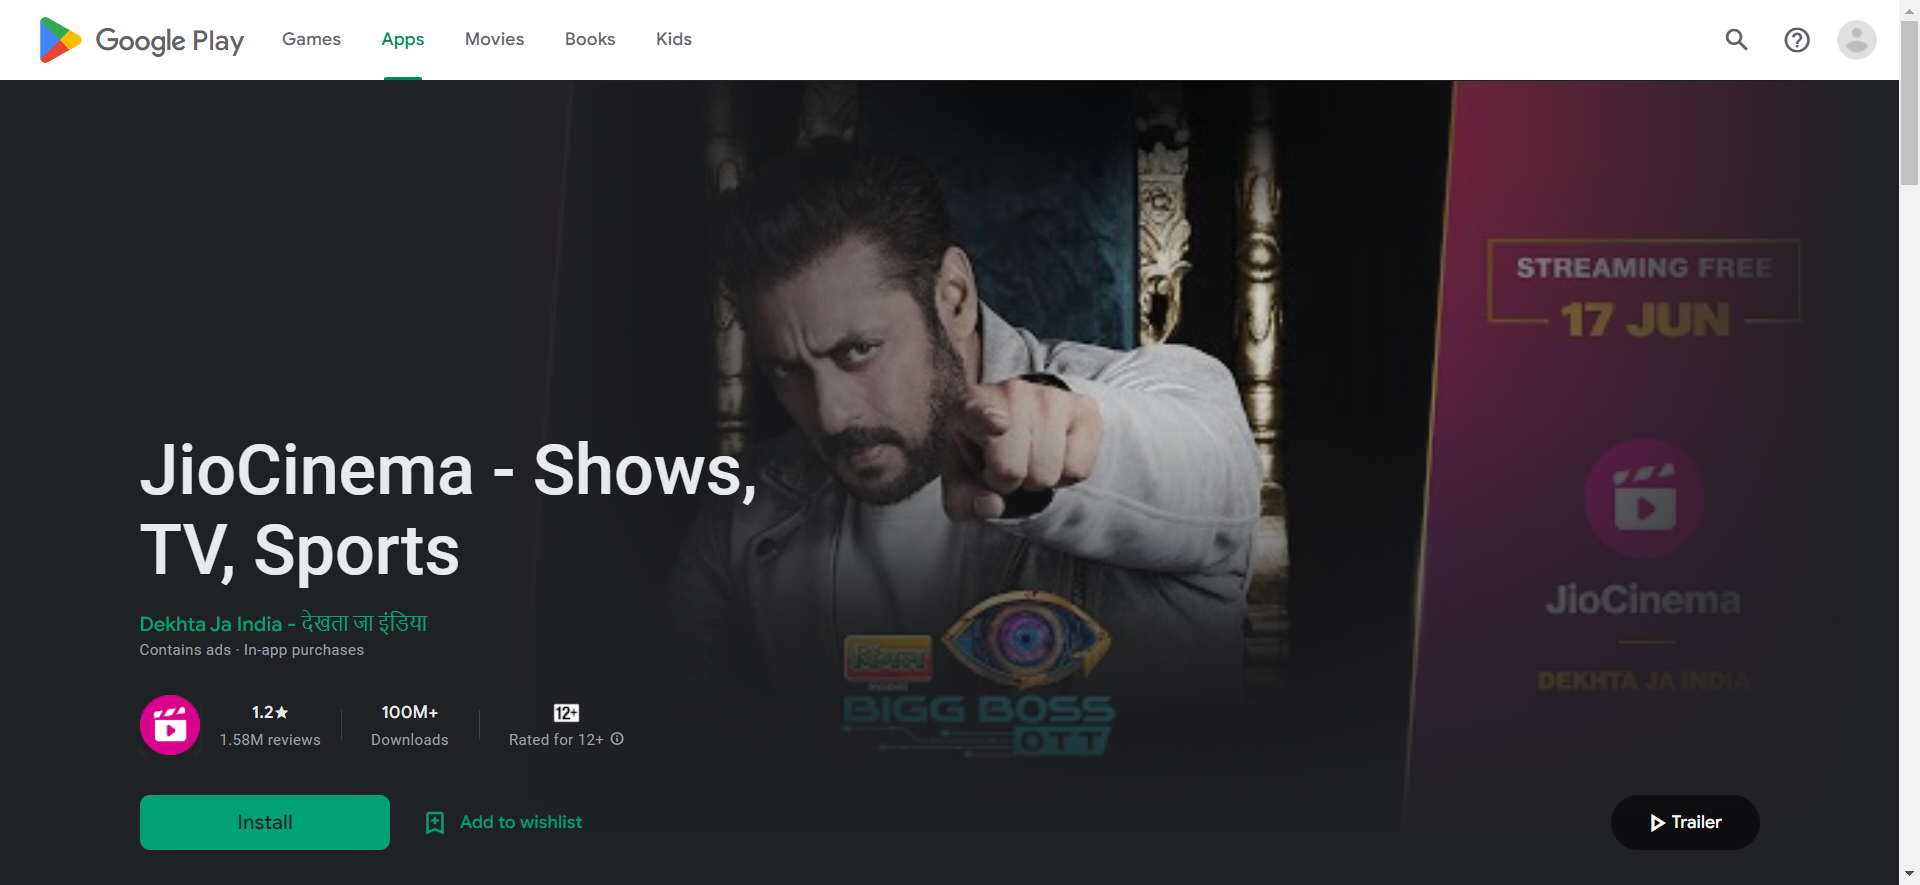 Google Play
Games
Apps
Movies
Books
Kids
STREAMING FREE
17 JUN
JioCinema - Shows,
TV, Sports
JioCinema
Dekhta Ja India - देखता जा इंडिया
Contains ads · In-app purchases
DEKHTA JA INDIA
BIGG BOSS
OTT
1.2★
1.58M reviews
100M+
Downloads
12+
Rated for 12+
Install
Add to wishlist
Trailer